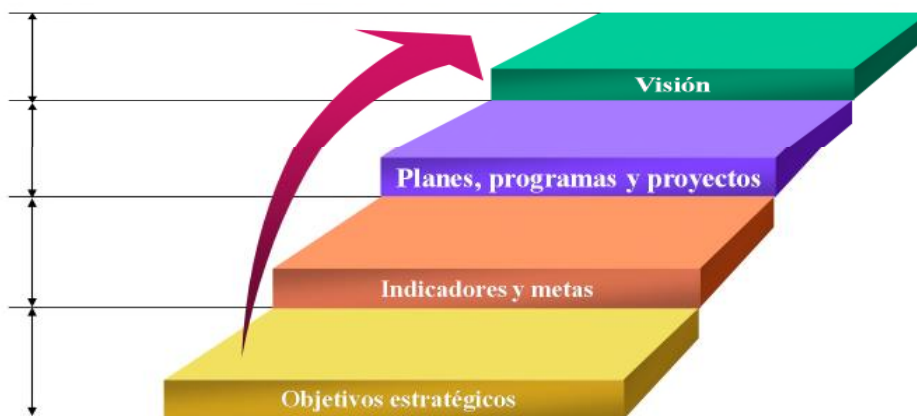 Visión
Planes, programas y proyectos
Indicadores y metas
Objetivos estratégicos